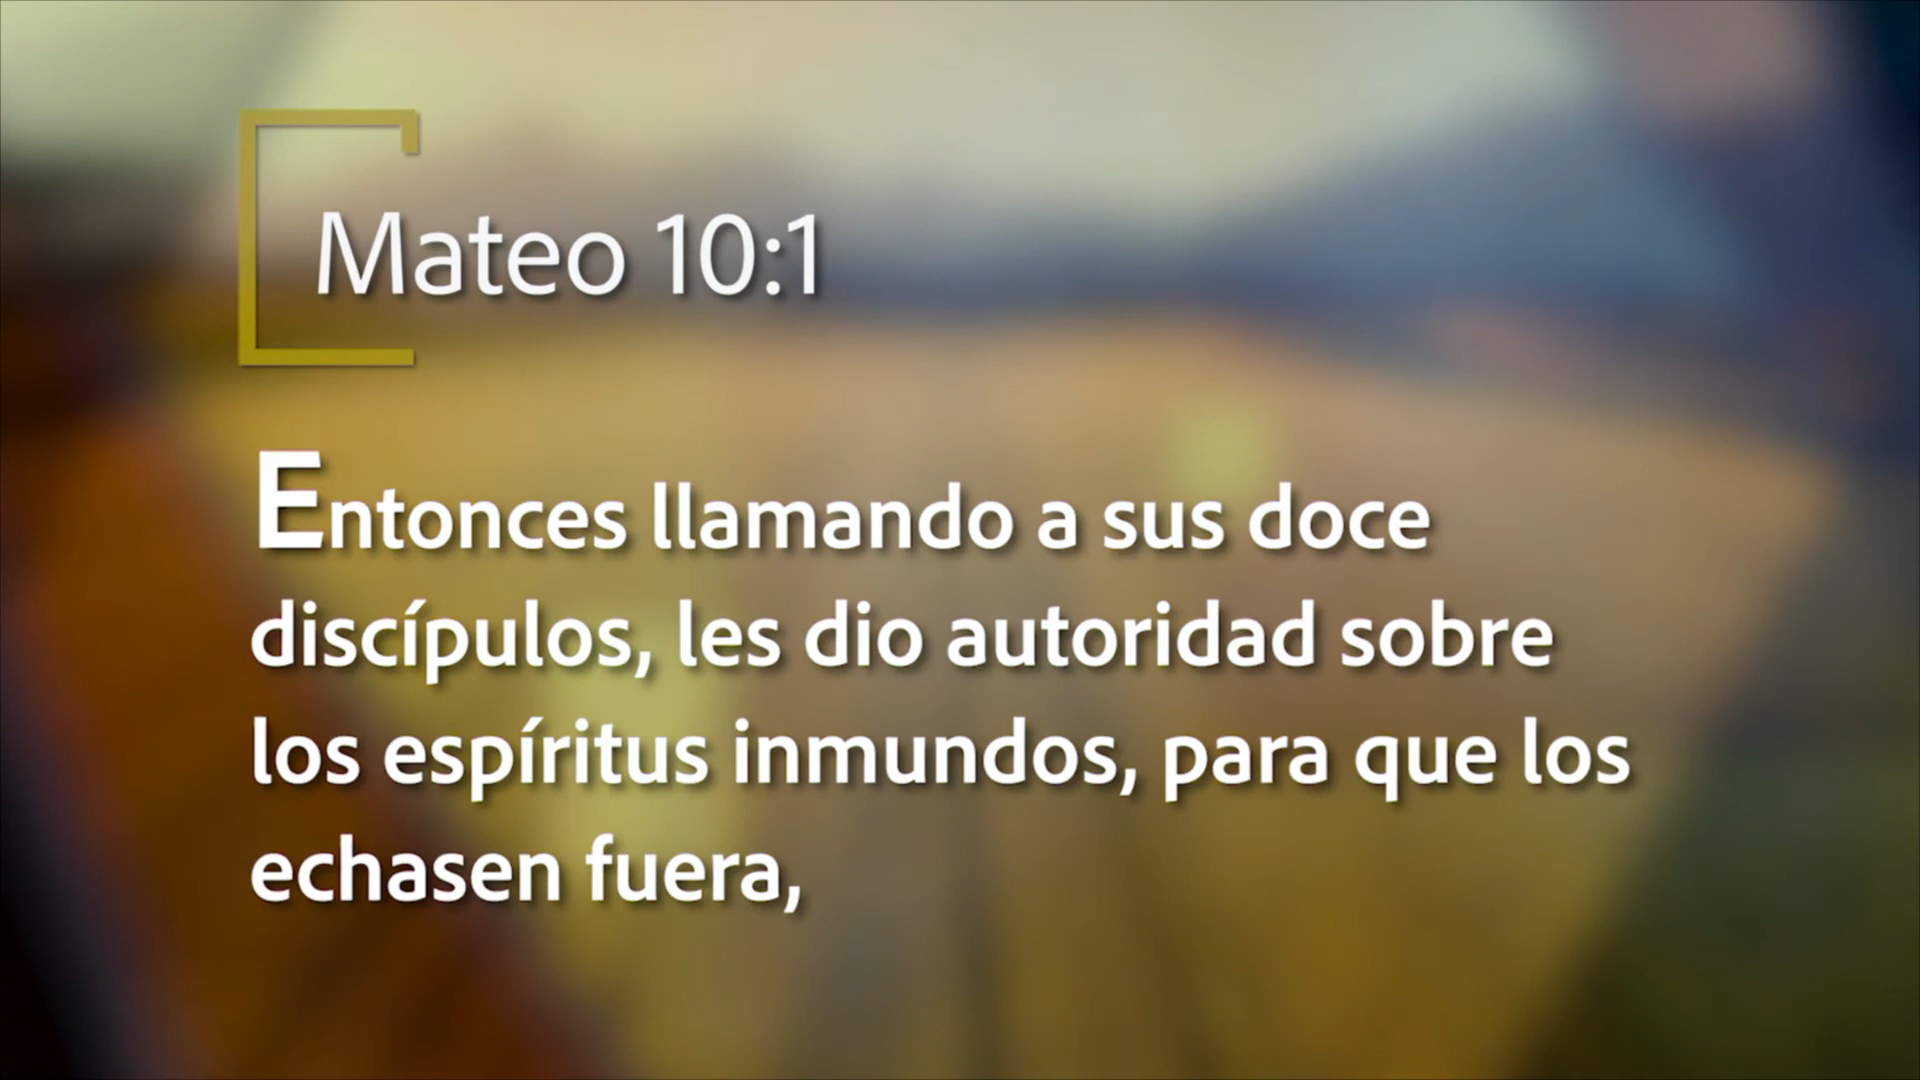 Mateo 10:1
Entonces llamando a sus doce
discípulos, les dio autoridad sobre
los espíritus inmundos, para que los
echasen fuera,